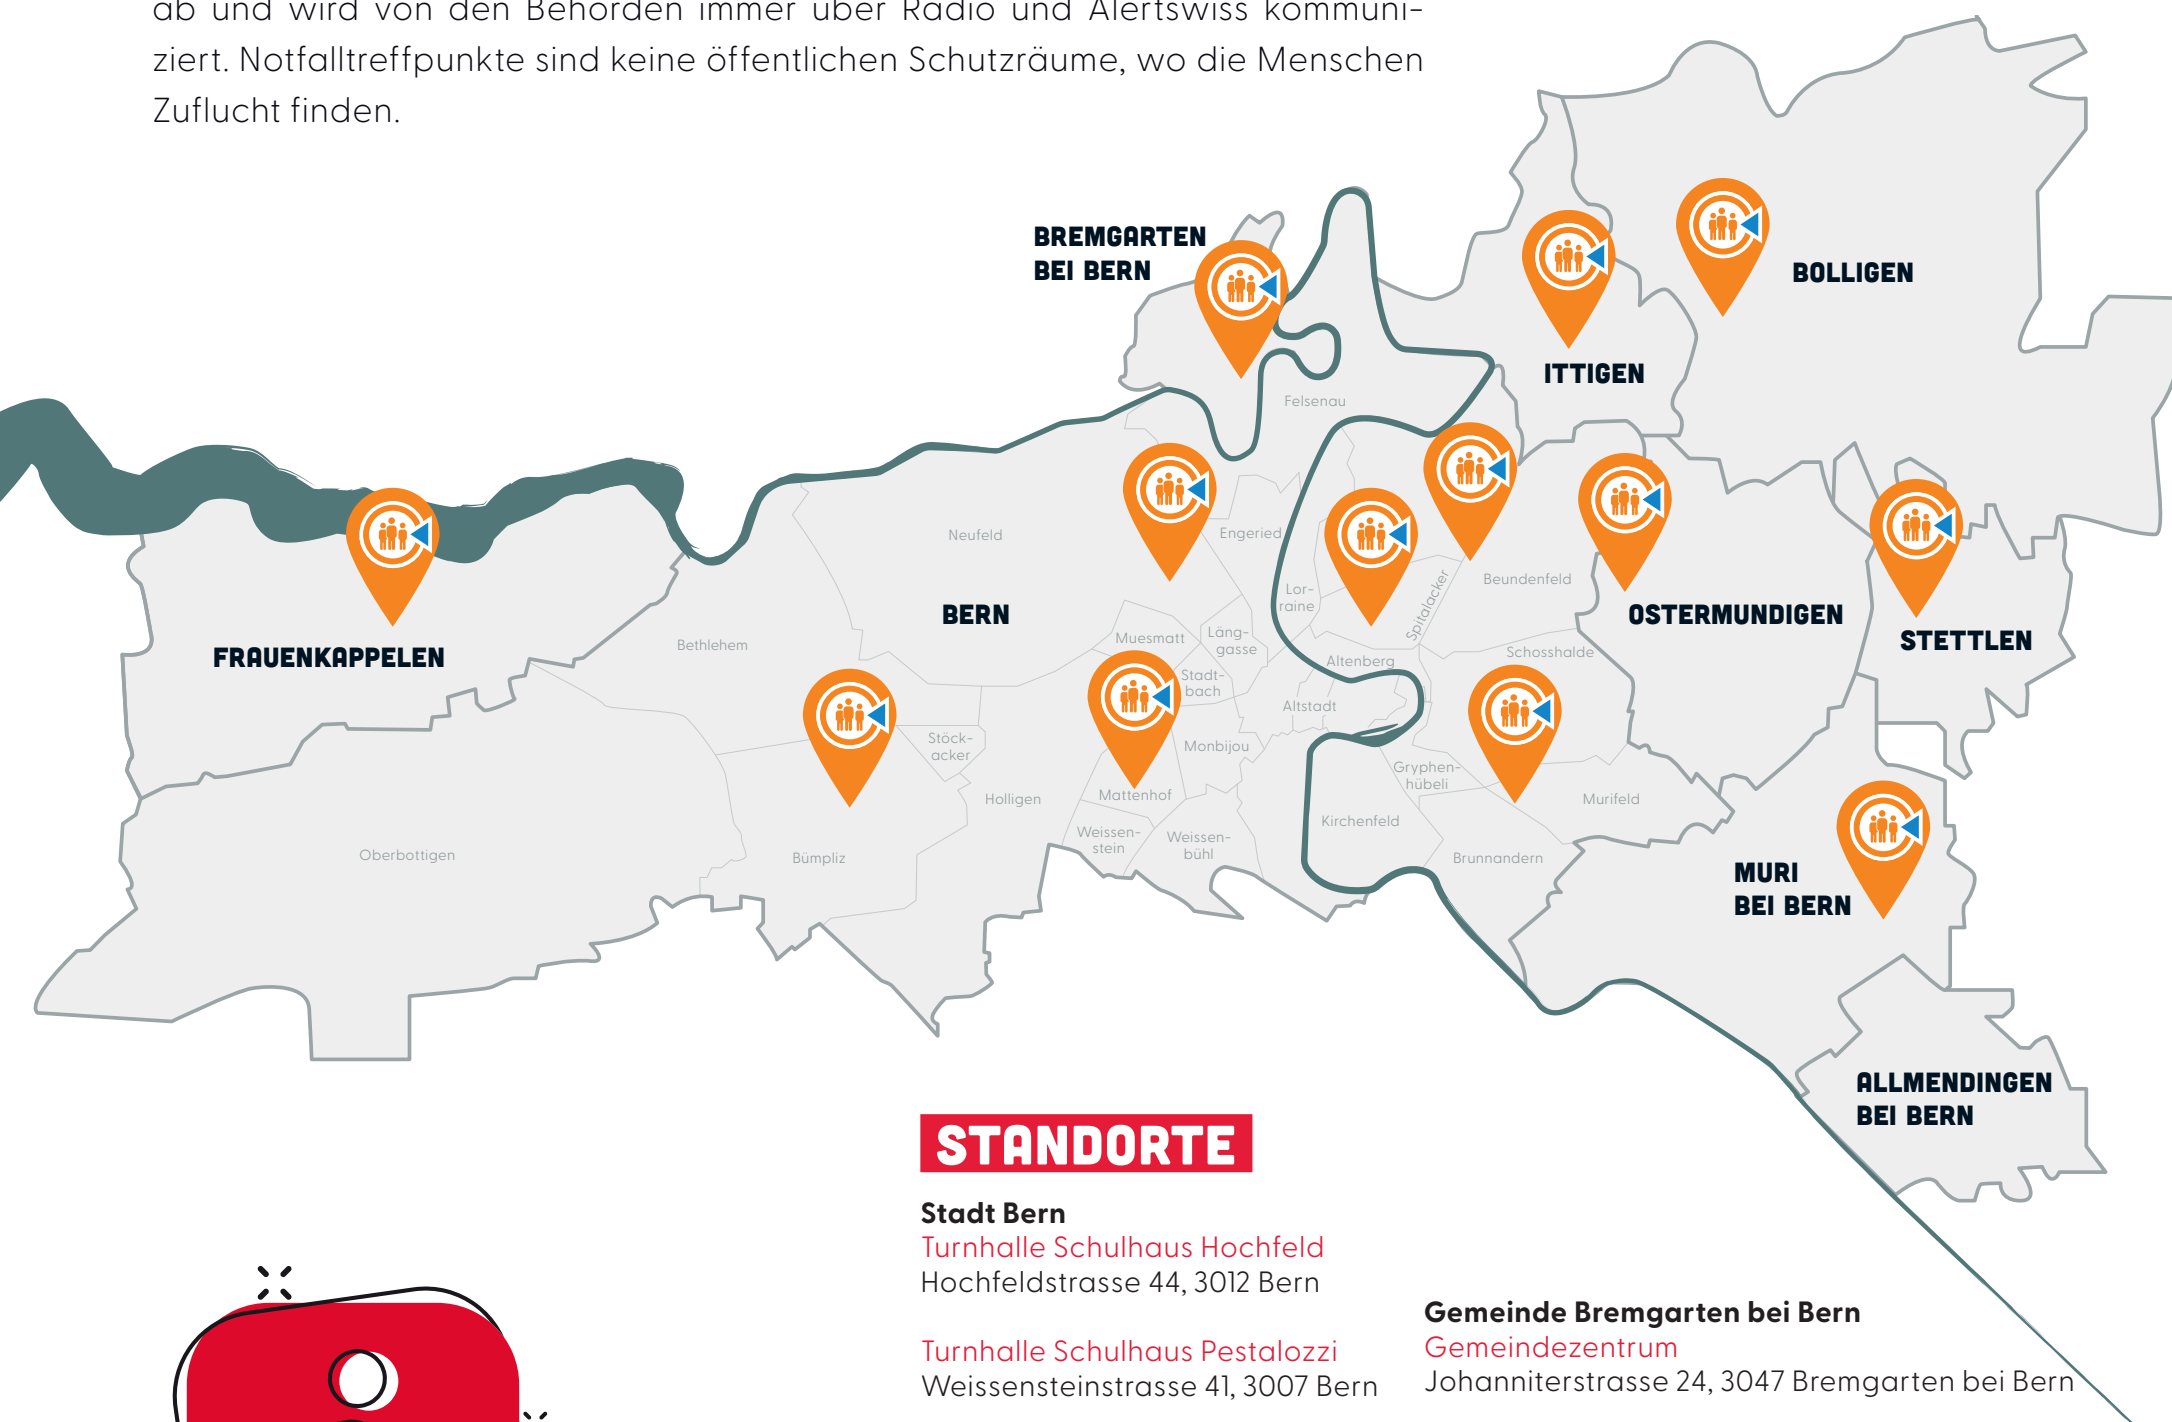 ab und wird von den Behörden immer über Radio und Alertswiss kommuni-
ziert. Notfalltreffpunkte sind keine öffentlichen Schutzräume, wo die Menschen
Zuflucht finden.
BREMGARTEN
BEI BERN
BOLLIGEN
ITTIGEN
Felsenau
Neufeld
Engeried
Lor-
raine
Spitalacker
Beundenfeld
BERN
OSTERMUNDIGEN
STETTLEN
FRAUENKAPPELEN
Bethlehem
Muesmatt
Läng-
gasse
Schosshalde
Altenberg
Stadt-
bach
Altstadt
Stöck-
acker
Monbijou
Gryphen-
hübeli
Holligen
Mattenhof
Murifeld
Kirchenfeld
Weissen-
stein
Weissen-
bühl
Oberbottigen
Bümpliz
Brunnandern
MURI
BEI BERN
ALLMENDINGEN
BEI BERN
STANDORTE
Stadt Bern
Turnhalle Schulhaus Hochfeld
Hochfeldstrasse 44, 3012 Bern
Turnhalle Schulhaus Pestalozzi
Weissensteinstrasse 41, 3007 Bern
Gemeinde Bremgarten bei Bern
Gemeindezentrum
Johanniterstrasse 24, 3047 Bremgarten bei Bern